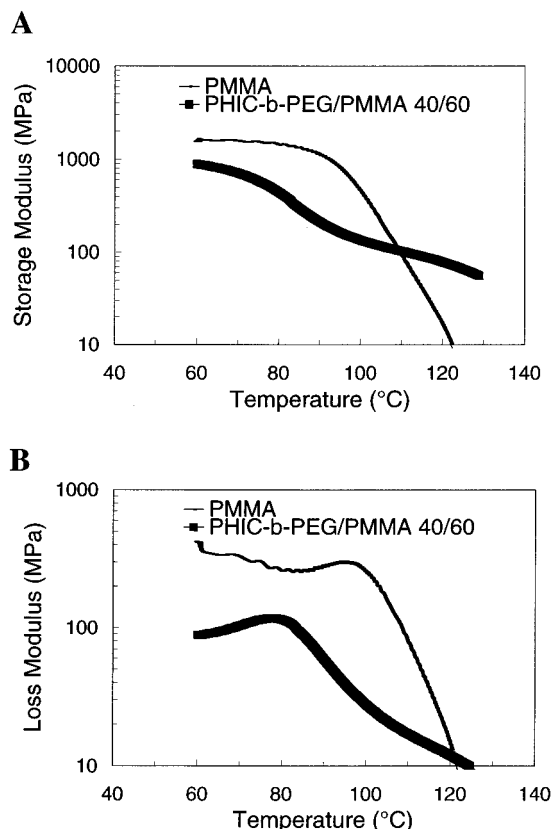 A
10000
PMMA
PHIC-b-PEG/PMMA 40/60
1000
100
10
Storage Modulus (MPa)
40 60 80 100 120 140
Temperature (°C)
B
1000
PMMA
PHIC-b-PEG/PMMA 40/60
100
10
Loss Modulus (MPa)
40 60 80 100 120 140
Temperature (°C)